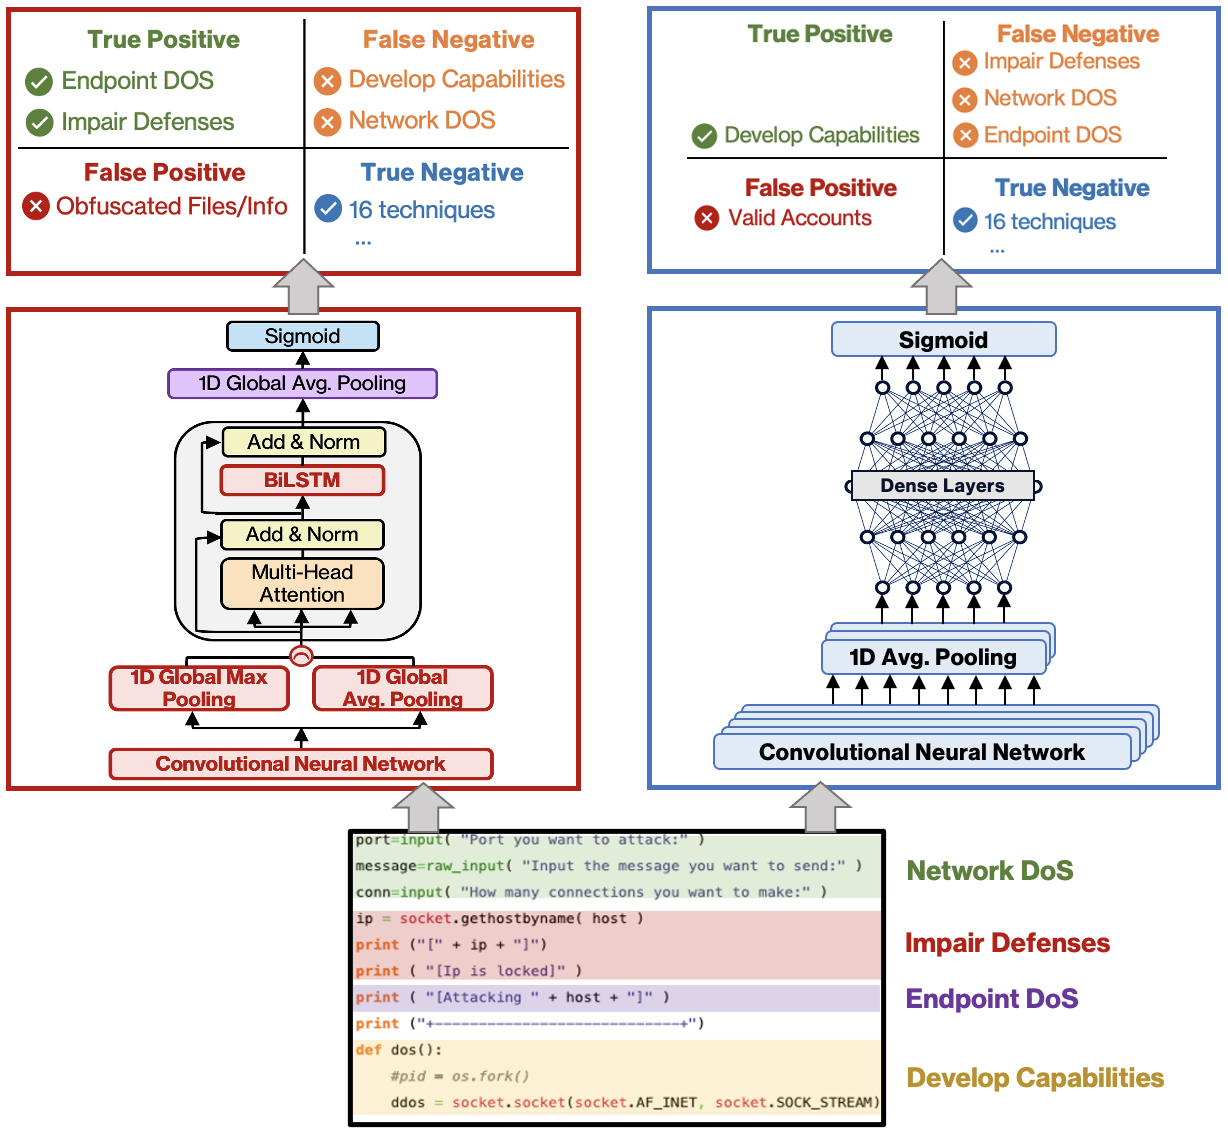 True Positive
Endpoint DOS
Impair Defenses
False Negative
Develop Capabilities
Network DOS
False Positive
Obfuscated Files/Info
True Negative
16 techniques
...
True Positive
Develop Capabilities
False Negative
Impair Defenses
Network DOS
Endpoint DOS
False Positive
Valid Accounts
True Negative
16 techniques
...
Sigmoid
1D Global Avg. Pooling
Add & Norm
BiLSTM
Add & Norm
Multi-Head
Attention
1D Global Max
Pooling
1D Global
Avg. Pooling
Convolutional Neural Network
Sigmoid
Dense Layers
1D Avg. Pooling
Convolutional Neural Network
port=input( "Port you want to attack:" )
message=raw_input( "Input the message you want to send:" )
conn=input( "How many connections you want to make:" )
ip = socket.gethostbyname( host )
print ("[" + ip + "]")
print ( "[Ip is locked]" )
print ( "[Attacking " + host + "]" )
print ("+----------------------------+")
def dos():
#pid = os.fork()
ddos = socket.socket(socket.AF_INET, socket.SOCK_STREAM)
Network DoS
Impair Defenses
Endpoint DoS
Develop Capabilities